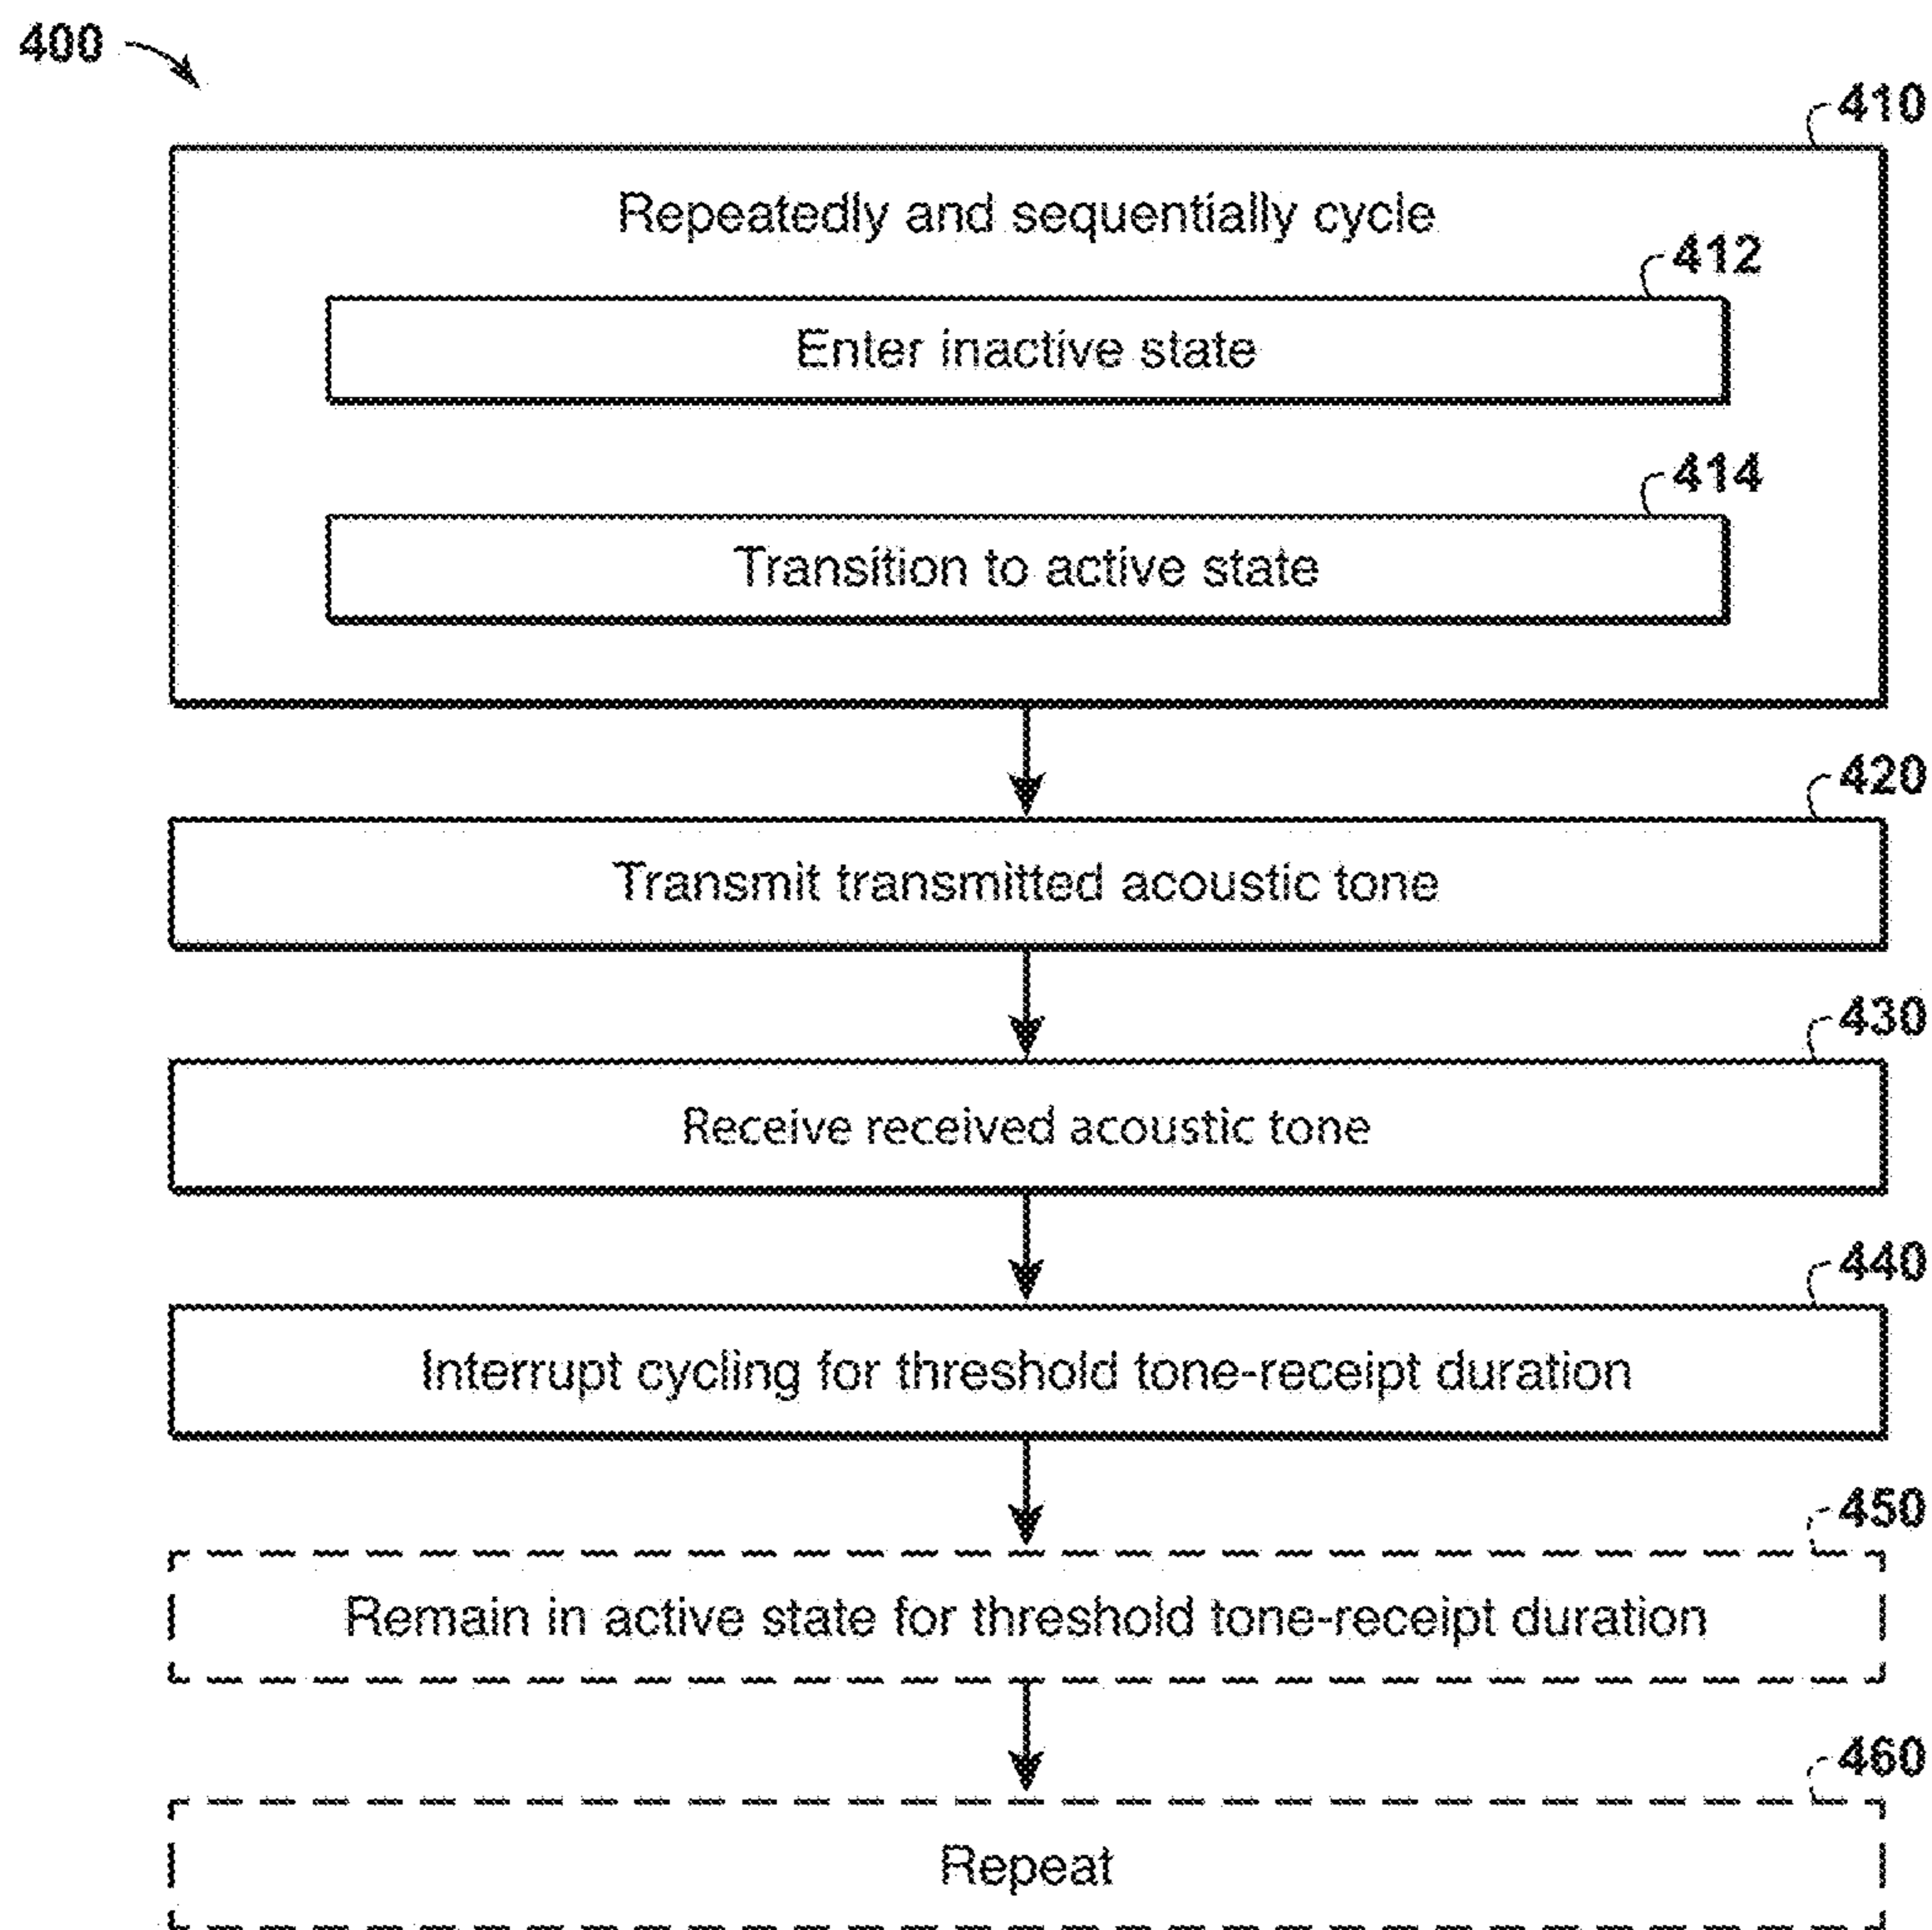 400
410
Repeatedly and sequentially cycle
412
Enter inactive state
414
Transition to active state
420
Transmit transmitted acoustic tone
430
Receive received acoustic tone
440
Interrupt cycling for threshold tone-receipt duration
450
Remain in active state for threshold tone-receipt duration
460
Repeat